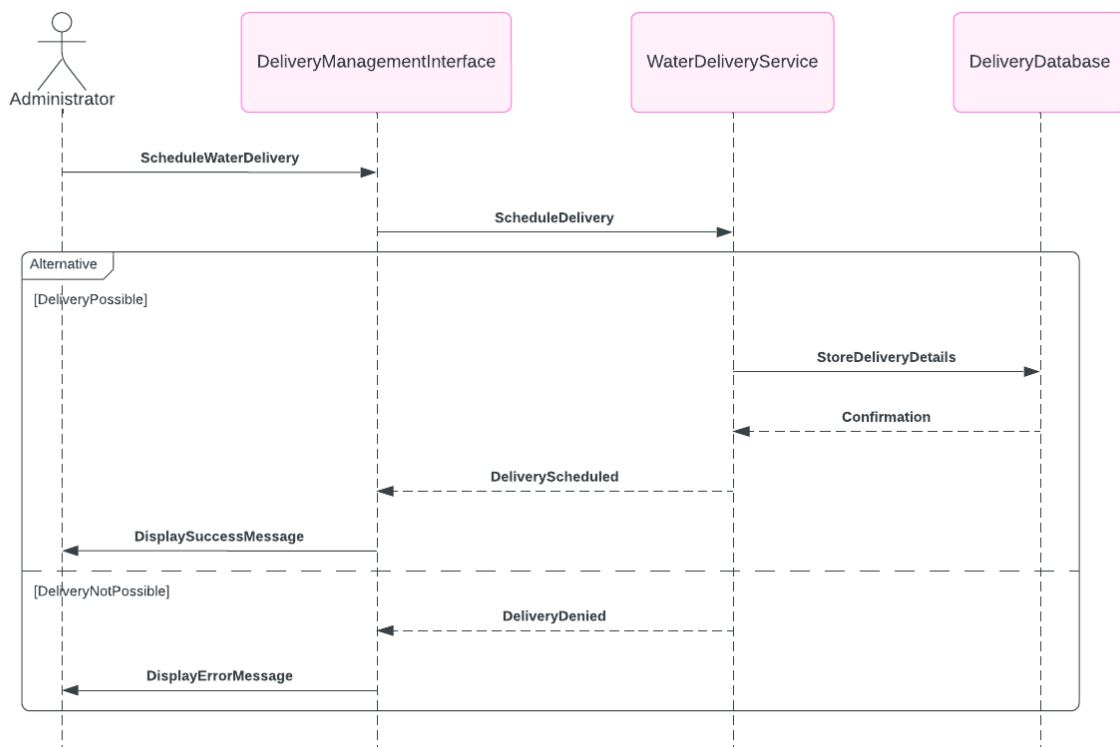 Administrator
DeliveryManagementInterface
WaterDeliveryService
DeliveryDatabase
ScheduleWaterDelivery
ScheduleDelivery
Alternative
[DeliveryPossible]
StoreDeliveryDetails
Confirmation
DeliveryScheduled
DisplaySuccessMessage
[DeliveryNotPossible]
DeliveryDenied
DisplayErrorMessage